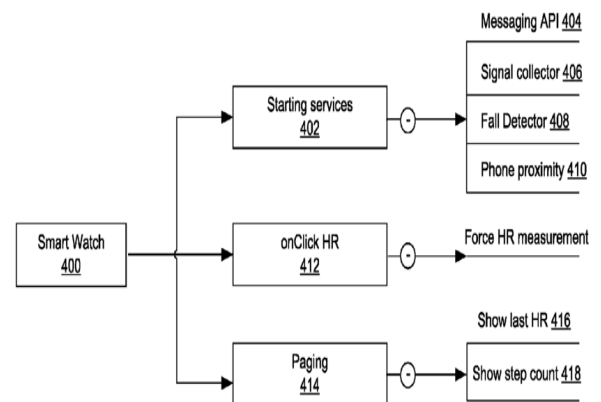 Messaging API 404
Signal collector 406
Starting services
402
Fall Detector 408
Phone proximity 410
Smart Watch
400
onClick HR
412
Force HR measurement
Show last HR 416
Paging
414
Show step count 418